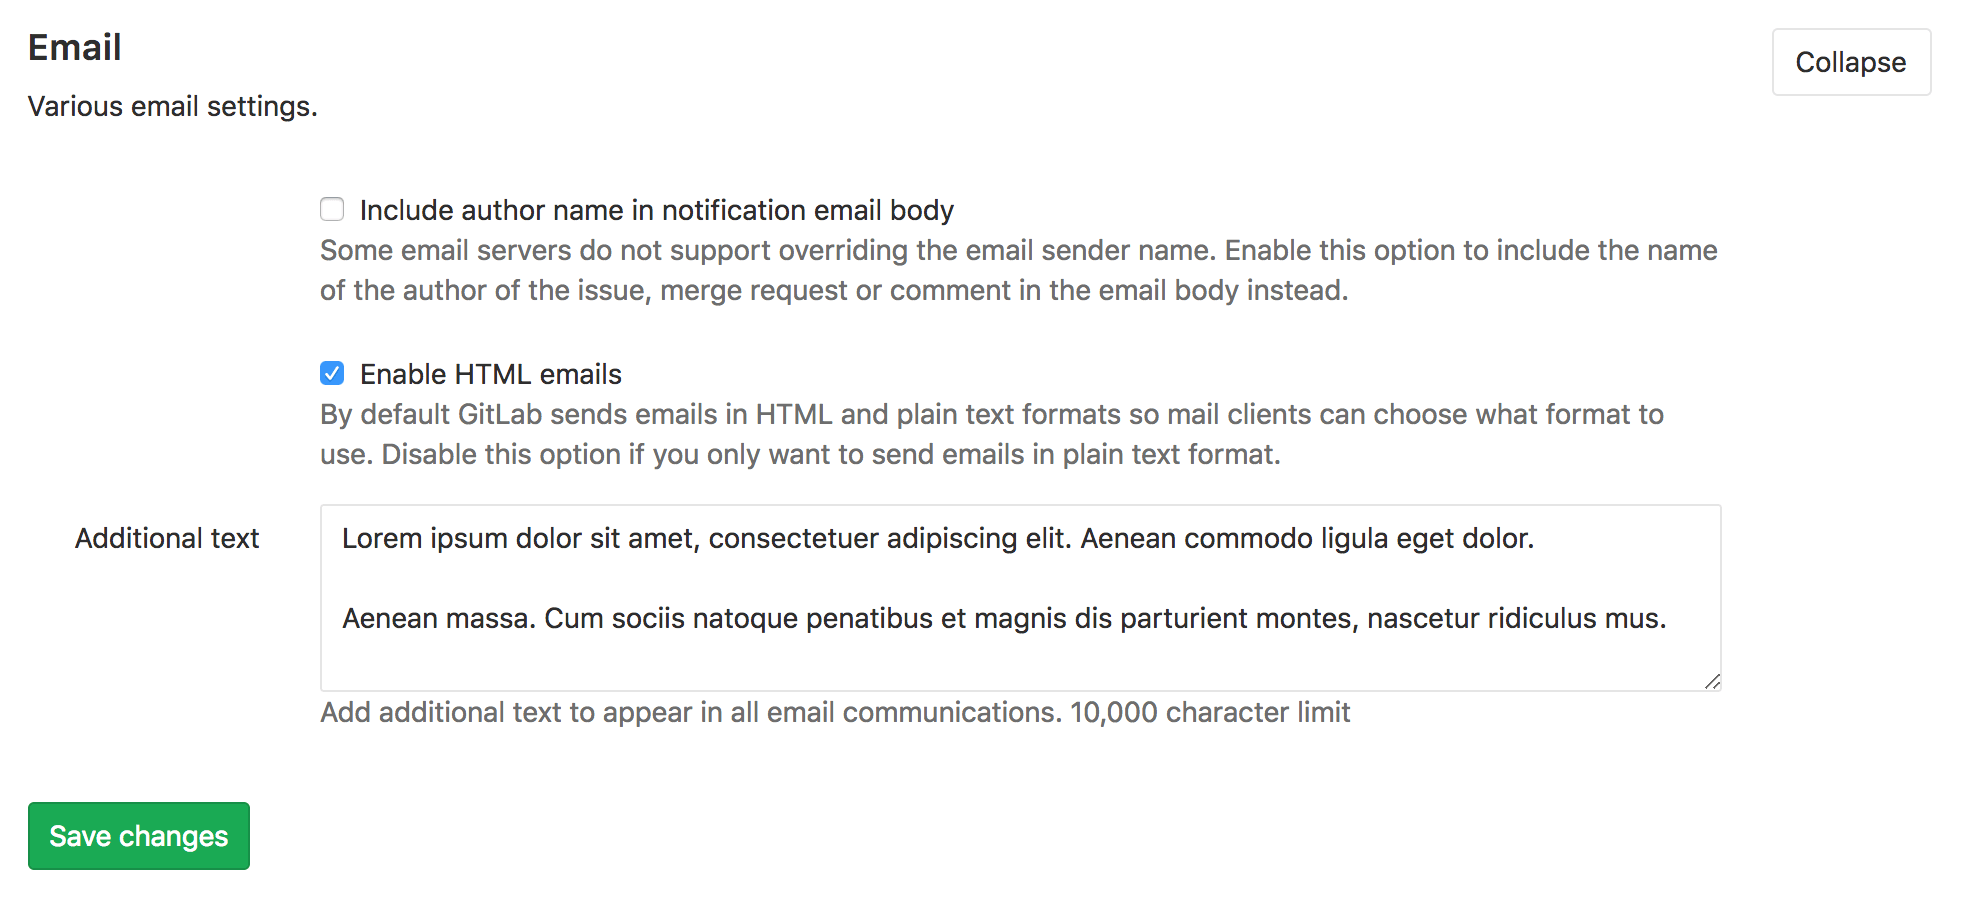 Email
Collapse
Various email settings.
Include author name in notification email body
Some email servers do not support overriding the email sender name. Enable this option to include the name
of the author of the issue, merge request or comment in the email body instead.
Enable HTML emails
By default GitLab sends emails in HTML and plain text formats so mail clients can choose what format to
use. Disable this option if you only want to send emails in plain text format.
Additional text
Lorem ipsum dolor sit amet, consectetuer adipiscing elit. Aenean commodo ligula eget dolor.
Aenean massa. Cum sociis natoque penatibus et magnis dis parturient montes, nascetur ridiculus mus.
Add additional text to appear in all email communications. 10,000 character limit
Save changes